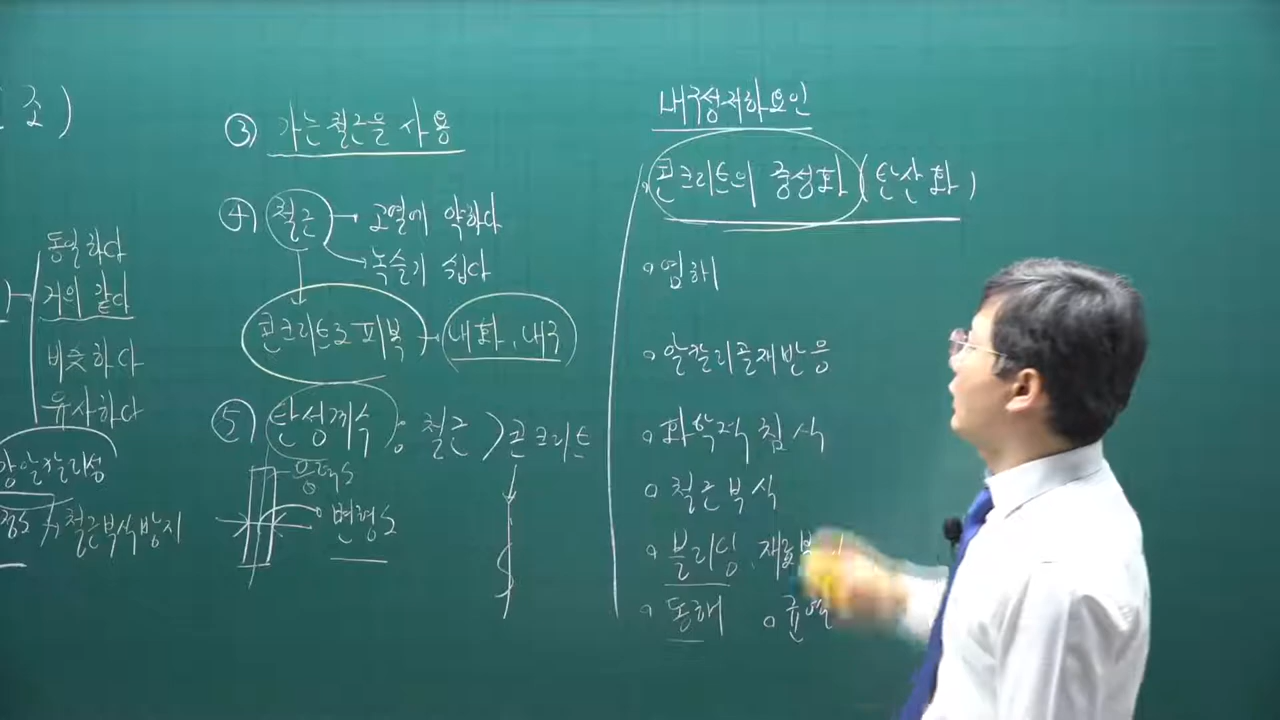 조)
동일하다
거의 같다
비슷하다
유사하다
알칼리성
철근부식방지
③ 가는철근을 사용
④ 철근 → 고열에 약하다
녹슬기 쉽다
콘크리트로 피복 → 내화, 내구
⑤ 탄성계수 : 철근 > 콘크리트
변형
내구성저하요인
콘크리트의 중성화 (탄산화)
염해
알칼리골재반응
화학적 침식
철근부식
블리딩, 재료
동해 균열